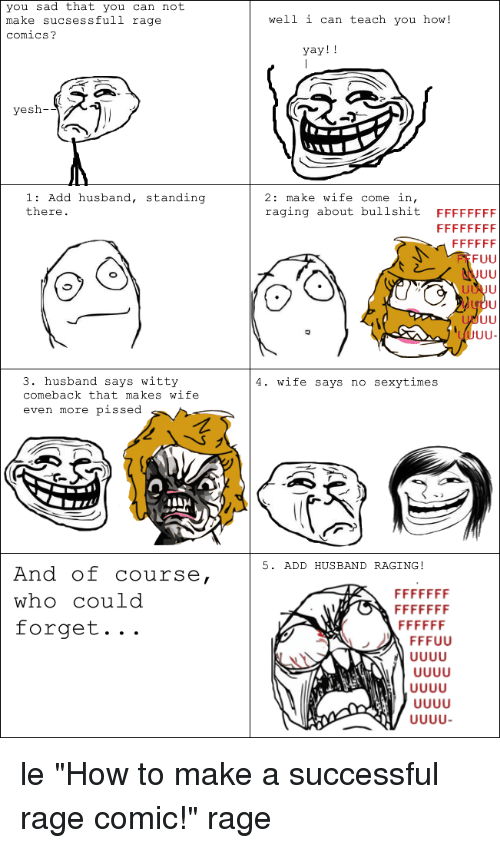 you sad that you can not
make sucsessfull rage
comics?
yesh--
well i can teach you how!
yay!!
1: Add husband, standing
there.
2: make wife come in,
raging about bullshit
FFFFFFFF
FFFFFFFF
FFFFFF
FFFUU
UUUU
UUUU
UUUU
UUUU
UUUU-
3. husband says witty
comeback that makes wife
even more pissed
4. wife says no sexytimes
And of course,
who could
forget...
5. ADD HUSBAND RAGING!
FFFFFFF
FFFFFFF
FFFFFF
FFFUU
UUUU
UUUU
UUUU
UUUU
UUUU-
le "How to make a successful
rage comic!" rage